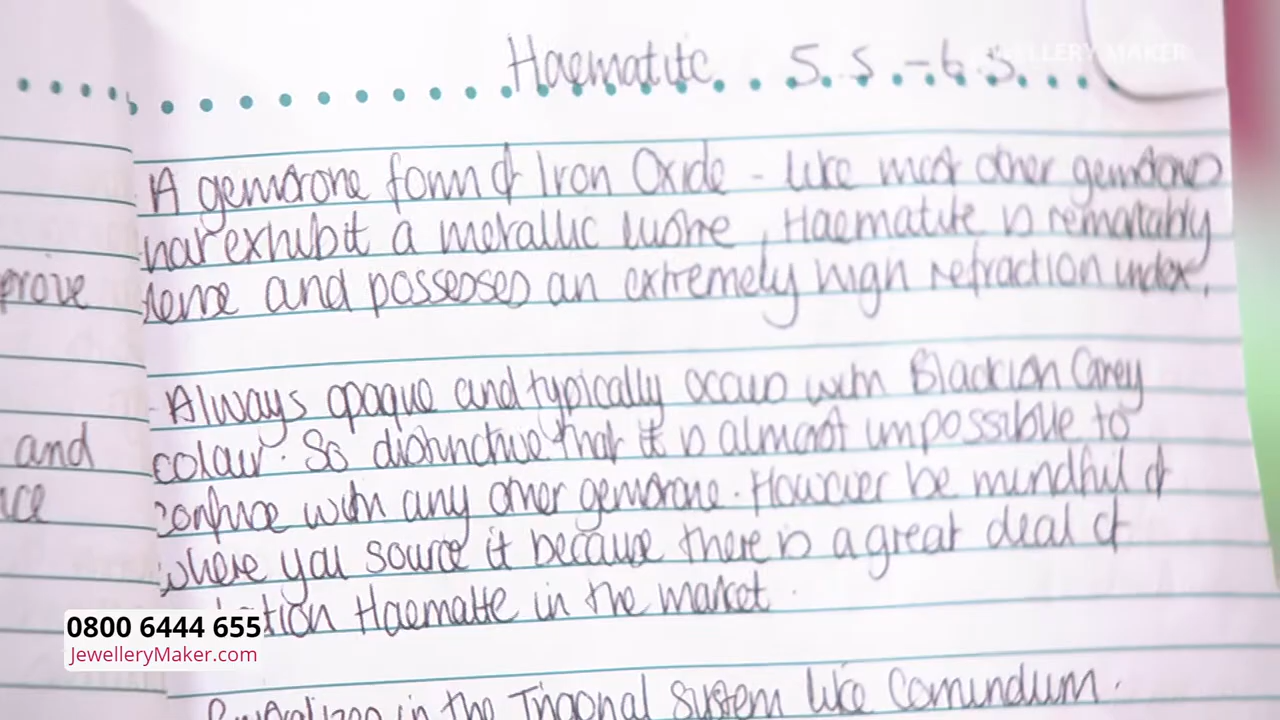 JEWELLERY MAKER
Haematite. 5.5 - 6.5
A gemstone form of Iron Oxide - like most other gemstones
that exhibit a metallic lustre, Haematite is remarkably
prove
dense and possesses an extremely high refraction index.
- Always opaque and typically occurs with Black ion Grey
and
colour. So distinctive that it is almost impossible to
confuse with any other gemstone. However be mindful of
where you source it because there is a great deal of
Haematite in the market.
0800 6444 655
JewelleryMaker.com
in the Trigonal system like Corrundum.